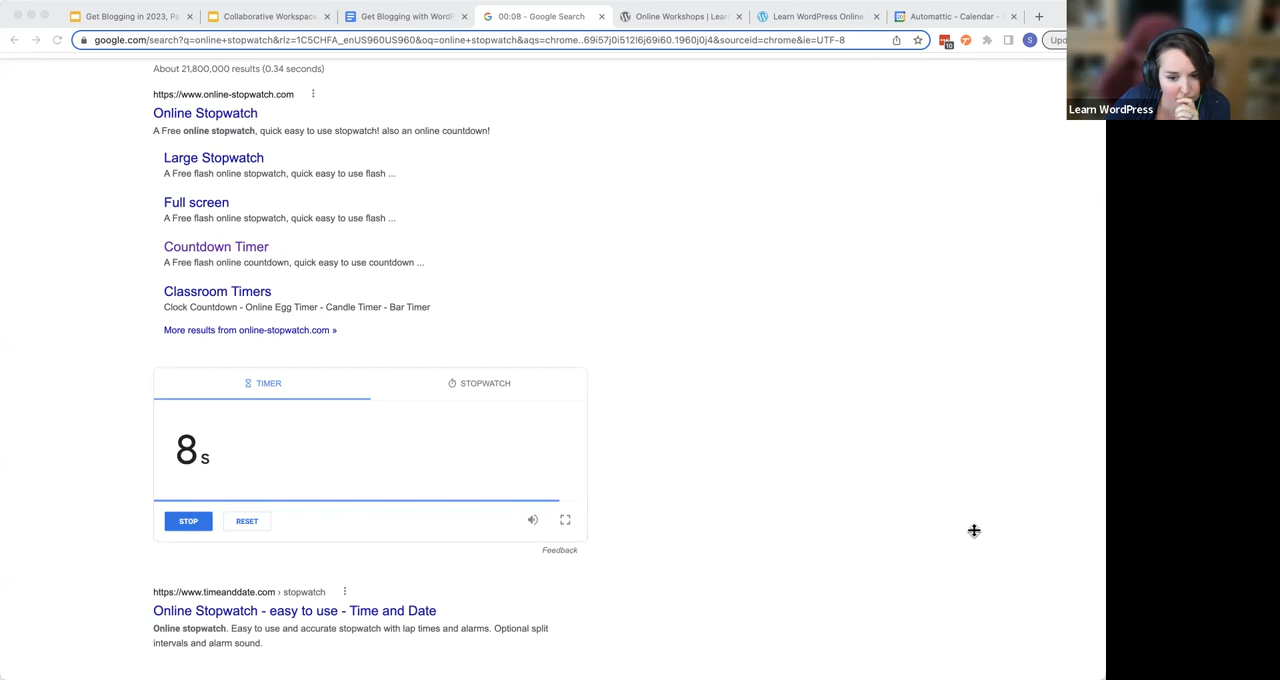 Get Blogging in 2023, Pa
Collaborative Workspace
Get Blogging with WordP
00:08 - Google Search
Online Workshops | Learn
Learn WordPress Online
Automattic - Calendar -
google.com/search?q=online+stopwatch&rlz=1C5CHFA_enUS960US960&oq=online+stopwatch&aqs=chrome..69i57j0i512l6j69i60.1960j0j4&sourceid=chrome&ie=UTF-8
10
S
Upd
Learn WordPress
About 21,800,000 results (0.34 seconds)
https://www.online-stopwatch.com
Online Stopwatch
A Free online stopwatch, quick easy to use stopwatch! also an online countdown!
Large Stopwatch
A Free flash online stopwatch, quick easy to use flash ...
Full screen
A Free flash online stopwatch, quick easy to use flash ...
Countdown Timer
A Free flash online countdown, quick easy to use countdown ...
Classroom Timers
Clock Countdown - Online Egg Timer - Candle Timer - Bar Timer
More results from online-stopwatch.com »
TIMER
STOPWATCH
8 s
STOP
RESET
Feedback
https://www.timeanddate.com › stopwatch
Online Stopwatch - easy to use - Time and Date
Online stopwatch. Easy to use and accurate stopwatch with lap times and alarms. Optional split
intervals and alarm sound.